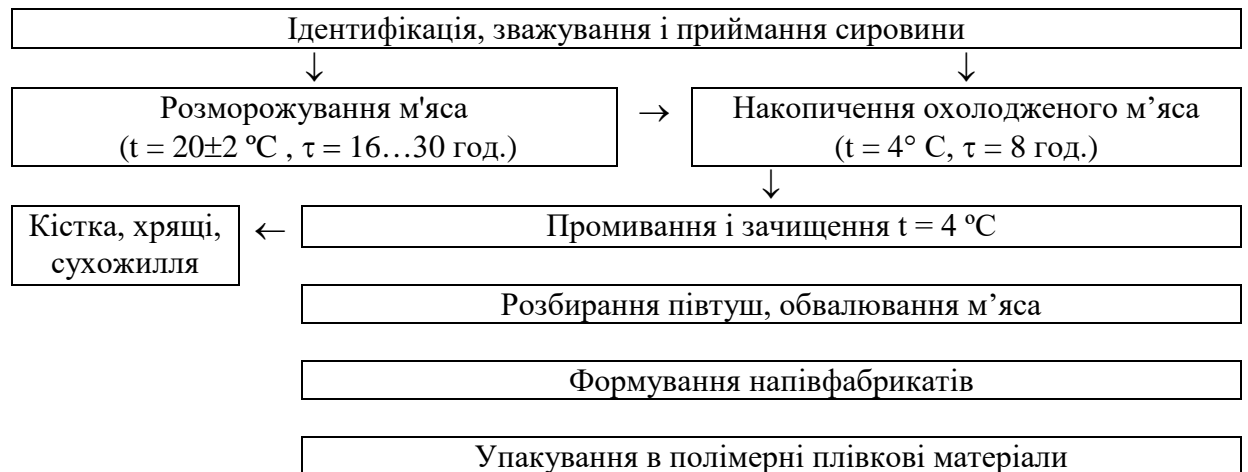 Ідентифікація, зважування і приймання сировини
↓ ↓
Розморожування м'яса
(t = 20±2 ºС , τ = 16…30 год.)
→
Накопичення охолодженого м’яса
(t = 4° С, τ = 8 год.)
↓
Кістка, хрящі,
сухожилля
←
Промивання і зачищення t = 4 ºС
Розбирання півтуш, обвалювання м’яса
Формування напівфабрикатів
Упакування в полімерні плівкові матеріали